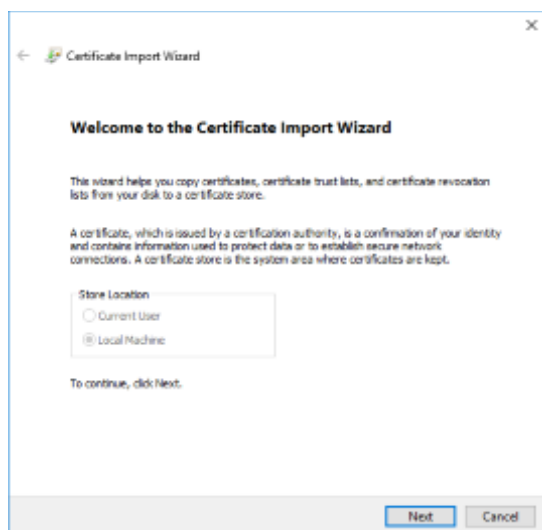 Certificate Import Wizard
Welcome to the Certificate Import Wizard
This wizard helps you copy certificates, certificate trust lists, and certificate revocation
lists from your disk to a certificate store.
A certificate, which is issued by a certification authority, is a confirmation of your identity
and contains information used to protect data or to establish secure network
connections. A certificate store is the system area where certificates are kept.
Store Location
Current User
Local Machine
To continue, click Next.
Next
Cancel